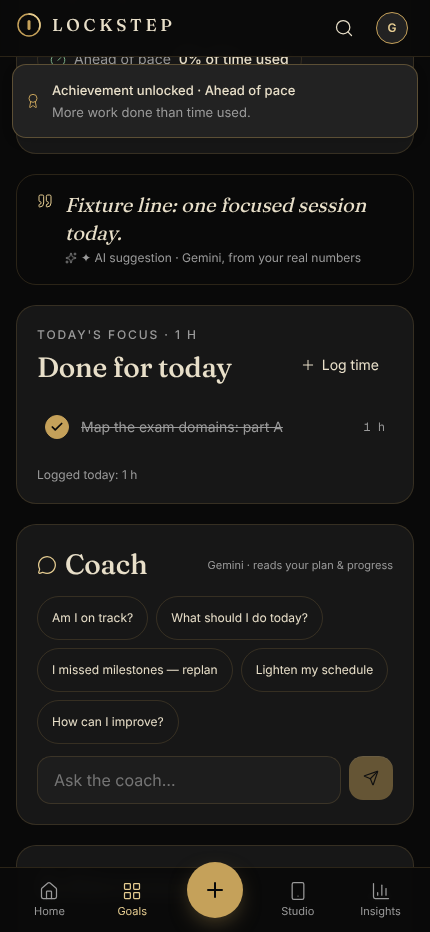 LOCKSTEP
G
Ahead of pace 0% of time used
Achievement unlocked · Ahead of pace
More work done than time used.
Fixture line: one focused session
today.
✦ AI suggestion · Gemini, from your real numbers
TODAY'S FOCUS · 1 H
Done for today
+ Log time
Map the exam domains: part A
1 h
Logged today: 1 h
Coach
Gemini · reads your plan & progress
Am I on track?
What should I do today?
I missed milestones — replan
Lighten my schedule
How can I improve?
Ask the coach...
Home
Goals
Studio
Insights